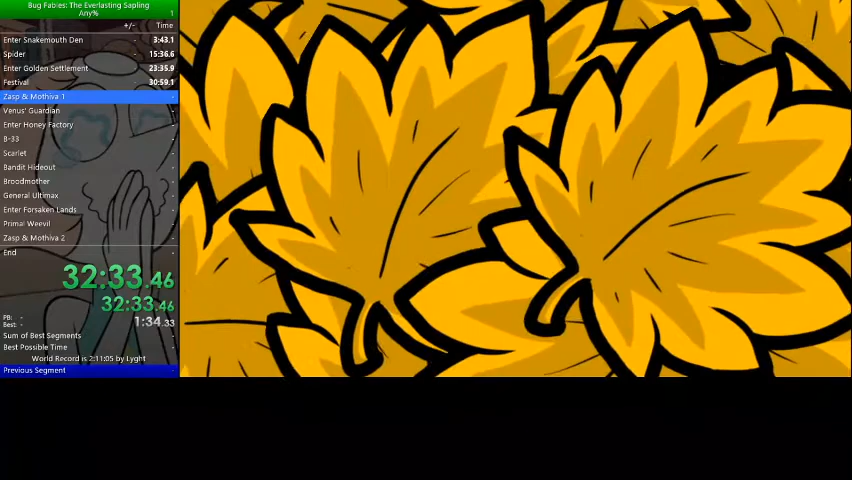 Bug Fables: The Everlasting Sapling
Any% 1
+/- Time
Enter Snakemouth Den - 3:43.1
Spider - 15:36.6
Enter Golden Settlement - 23:35.9
Festival - 30:59.1
Zasp & Mothiva 1 -
Venus' Guardian -
Enter Honey Factory -
B-33 -
Scarlet -
Bandit Hideout -
Broodmother -
General Ultimax -
Enter Forsaken Lands -
Primal Weevil -
Zasp & Mothiva 2 -
End -
32:33.46
32:33.46
PB: -
Best: -
1:34.33
Sum of Best Segments -
Best Possible Time -
World Record is 2:11:05 by Lyght
Previous Segment -